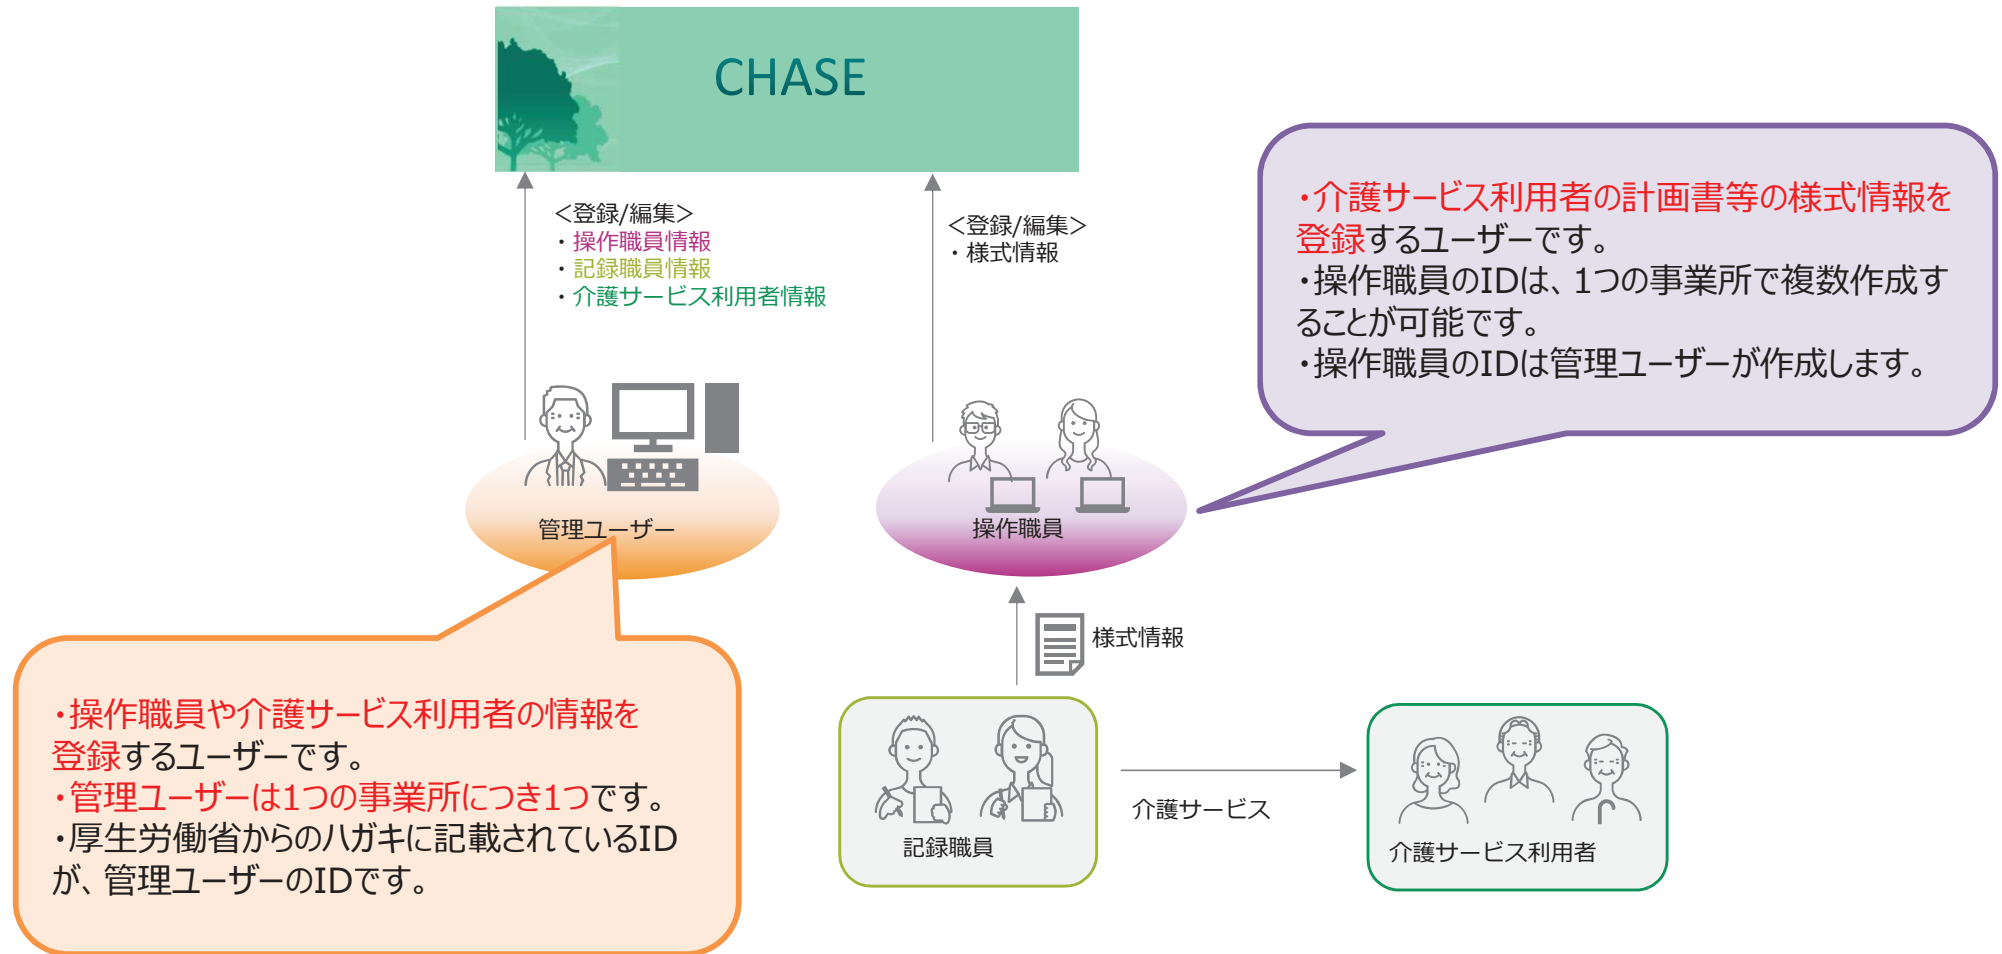 CHASE
＜登録/編集＞
・操作職員情報
・記録職員情報
・介護サービス利用者情報
＜登録/編集＞
・様式情報
・介護サービス利用者の計画書等の様式情報を
登録するユーザーです。
・操作職員のIDは、1つの事業所で複数作成す
ることが可能です。
・操作職員のIDは管理ユーザーが作成します。
管理ユーザー
操作職員
様式情報
・操作職員や介護サービス利用者の情報を
登録するユーザーです。
・管理ユーザーは1つの事業所につき1つです。
・厚生労働省からのハガキに記載されているID
が、管理ユーザーのIDです。
記録職員
介護サービス
介護サービス利用者